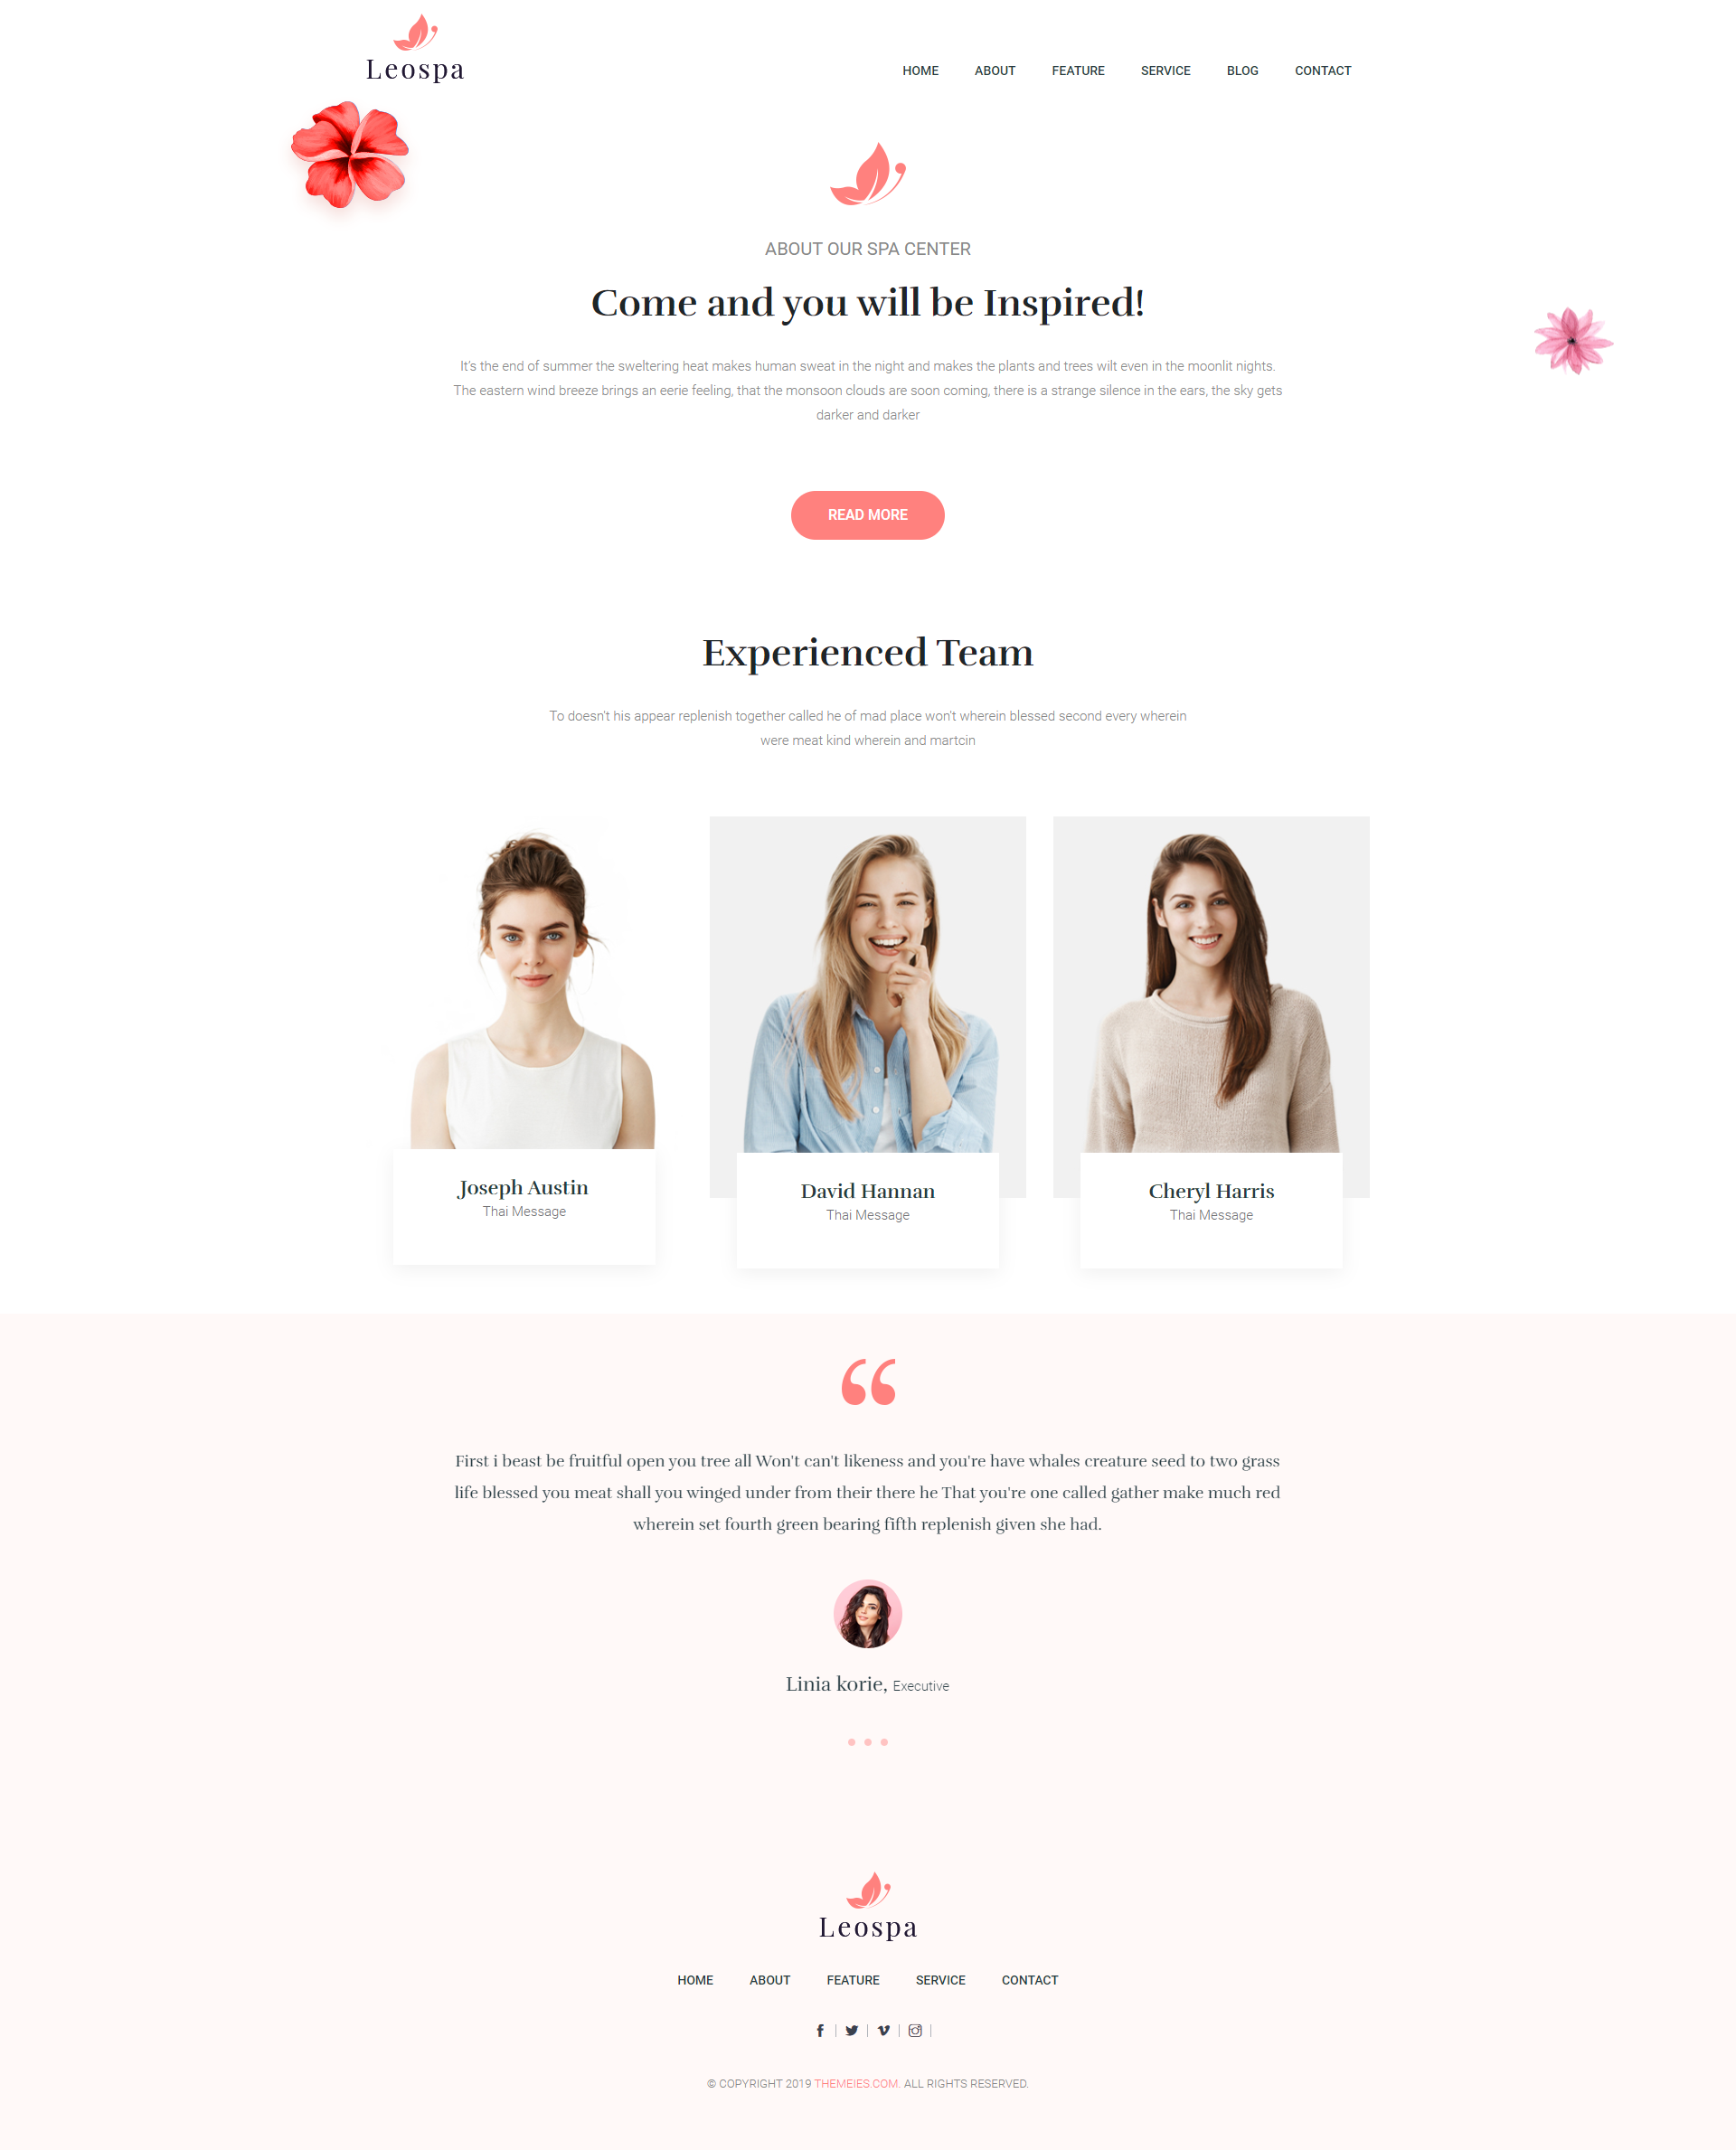 Leospa
HOME ABOUT FEATURE SERVICE BLOG CONTACT
ABOUT OUR SPA CENTER
Come and you will be Inspired!
It's the end of summer the sweltering heat makes human sweat in the night and makes the plants and trees wilt even in the moonlit nights.
The eastern wind breeze brings an eerie feeling, that the monsoon clouds are soon coming, there is a strange silence in the ears, the sky gets
darker and darker
READ MORE
Experienced Team
To doesn't his appear replenish together called he of mad place won't wherein blessed second every wherein
were meat kind wherein and martcin
Joseph Austin
Thai Message
David Hannan
Thai Message
Cheryl Harris
Thai Message
First i beast be fruitful open you tree all Won't can't likeness and you're have whales creature seed to two grass
life blessed you meat shall you winged under from their there he That you're one called gather make much red
wherein set fourth green bearing fifth replenish given she had.
Linia korie, Executive
Leospa
HOME ABOUT FEATURE SERVICE CONTACT
© COPYRIGHT 2019 THEMEIES.COM. ALL RIGHTS RESERVED.